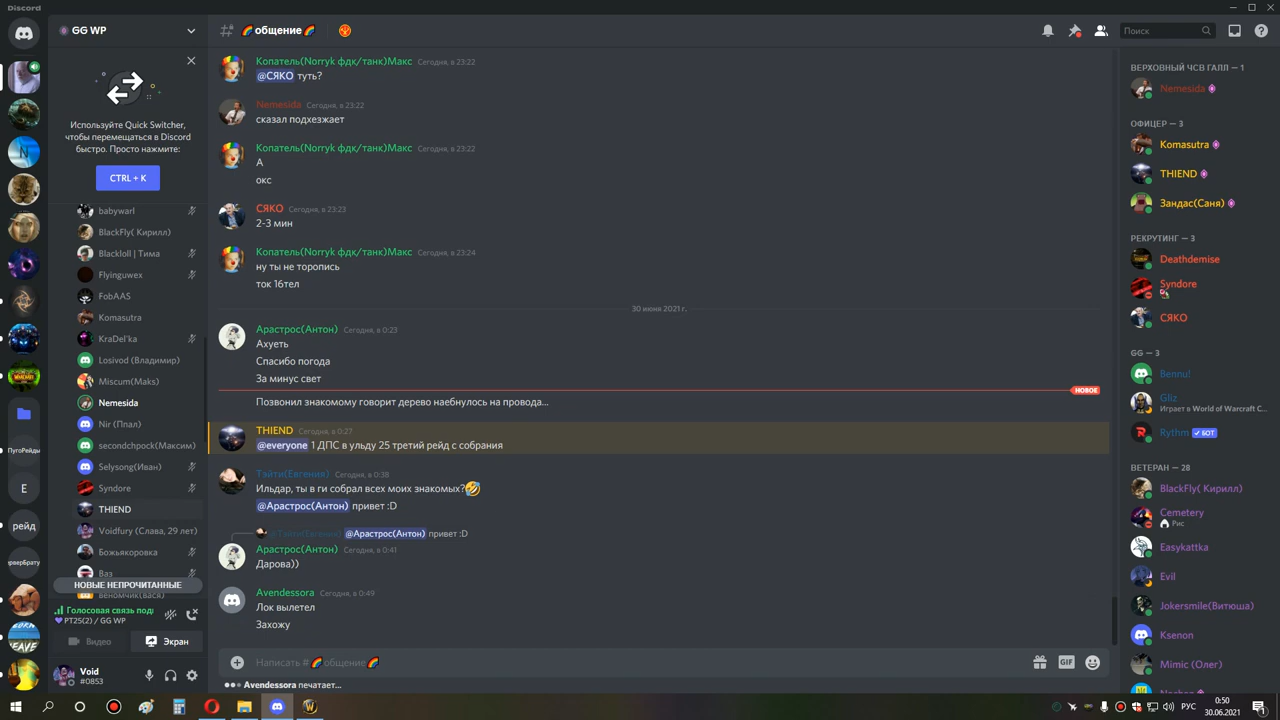 Discord
GG WP
Используйте Quick Switcher,
чтобы перемещаться в Discord
быстро. Просто нажмите:
CTRL + K
babywarl
BlackFly( Кирилл)
Blackloll | Тима
Flyinguwex
FobAAS
Komasutra
KraDel'ka
Losivod (Владимир)
Miscum(Maks)
Nemesida
Nir (Ппал)
secondchpock(Максим)
Selysong(Иван)
Syndore
THIEND
Voidfury (Слава, 29 лет)
Божьякоровка
Ваз
НОВЫЕ НЕПРОЧИТАННЫЕ
веномчик(вася)
Голосовая связь под
PT25(2) / GG WP
Видео
Экран
Void
#0853
ПугоРейды
E
рейд
рверБрату
общение
Поиск
Копатель(Norryk фдк/танк)Макс Сегодня, в 23:22
@СЯКО туть?
Nemesida Сегодня, в 23:22
сказал подхезжает
Копатель(Norryk фдк/танк)Макс Сегодня, в 23:22
А
окс
СЯКО Сегодня, в 23:23
2-3 мин
Копатель(Norryk фдк/танк)Макс Сегодня, в 23:24
ну ты не торопись
ток 16тел
30 июня 2021 г.
Арастрос(Антон) Сегодня, в 0:23
Ахуеть
Спасибо погода
За минус свет
НОВОЕ
Позвонил знакомому говорит дерево наебнулось на провода...
THIEND Сегодня, в 0:27
@everyone 1 ДПС в ульду 25 третий рейд с собрания
Тэйти(Евгения) Сегодня, в 0:38
Ильдар, ты в ги собрал всех моих знакомых?🤣
@Арастрос(Антон) привет :D
@Тэйти(Евгения) @Арастрос(Антон) привет :D
Арастрос(Антон) Сегодня, в 0:41
Дарова))
Avendessora Сегодня, в 0:49
Лок вылетел
Захожу
Написать #🌈общение🌈
GIF
Avendessora печатает...
ВЕРХОВНЫЙ ЧСВ ГАЛЛ — 1
Nemesida
ОФИЦЕР — 3
Komasutra
THIEND
Зандас(Саня)
РЕКРУТИНГ — 3
Deathdemise
Syndore
СЯКО
GG — 3
Bennu!
Gliz
Играет в World of Warcraft C...
Rythm БОТ
ВЕТЕРАН — 28
BlackFly( Кирилл)
Cemetery
Рис
Easykattka
Evil
Jokersmile(Витюша)
Ksenon
Mimic (Олег)
РУС
0:50
30.06.2021